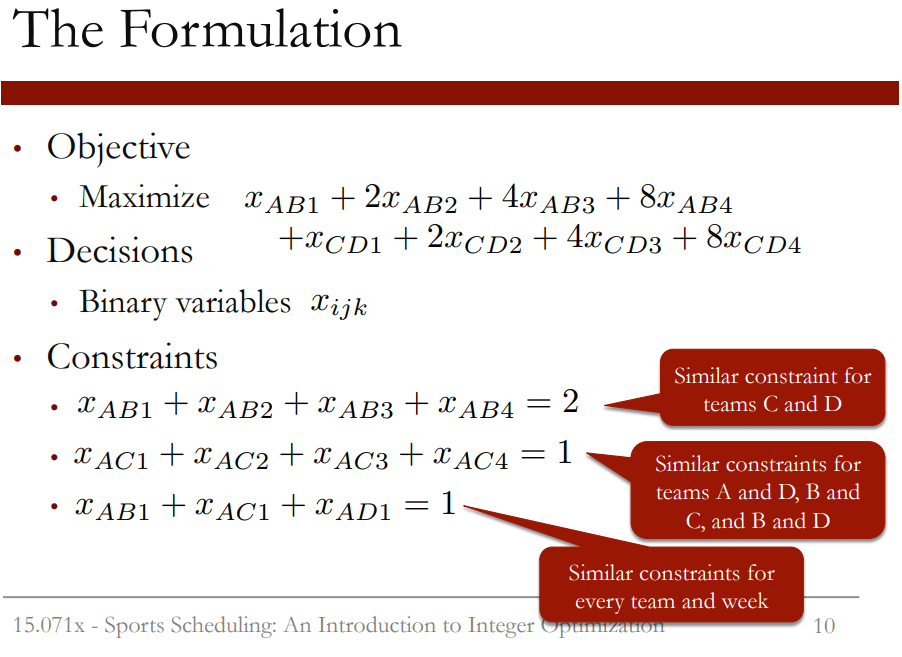 The Formulation
• Objective
• Maximize x_{AB1} + 2x_{AB2} + 4x_{AB3} + 8x_{AB4}
+x_{CD1} + 2x_{CD2} + 4x_{CD3} + 8x_{CD4}
• Decisions
• Binary variables x_{ijk}
• Constraints
• x_{AB1} + x_{AB2} + x_{AB3} + x_{AB4} = 2
Similar constraint for
teams C and D
• x_{AC1} + x_{AC2} + x_{AC3} + x_{AC4} = 1
Similar constraints for
teams A and D, B and
C, and B and D
• x_{AB1} + x_{AC1} + x_{AD1} = 1
Similar constraints for
every team and week
15.071x - Sports Scheduling: An Introduction to Integer Optimization
10